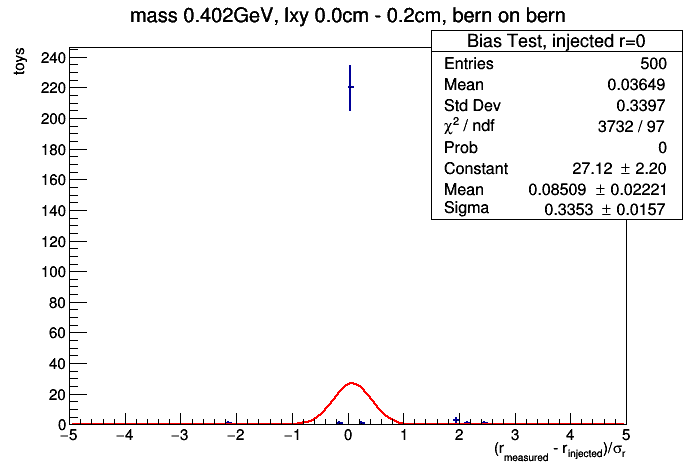 mass 0.402GeV, lxy 0.0cm - 0.2cm, bern on bern
toys
Bias Test, injected r=0
Entries 500
Mean 0.03649
Std Dev 0.3397
χ² / ndf 3732 / 97
Prob 0
Constant 27.12 ± 2.20
Mean 0.08509 ± 0.02221
Sigma 0.3353 ± 0.0157
240
220
200
180
160
140
120
100
80
60
40
20
0
−5 −4 −3 −2 −1 0 1 2 3 4 5
(r_measured - r_injected)/σ_r